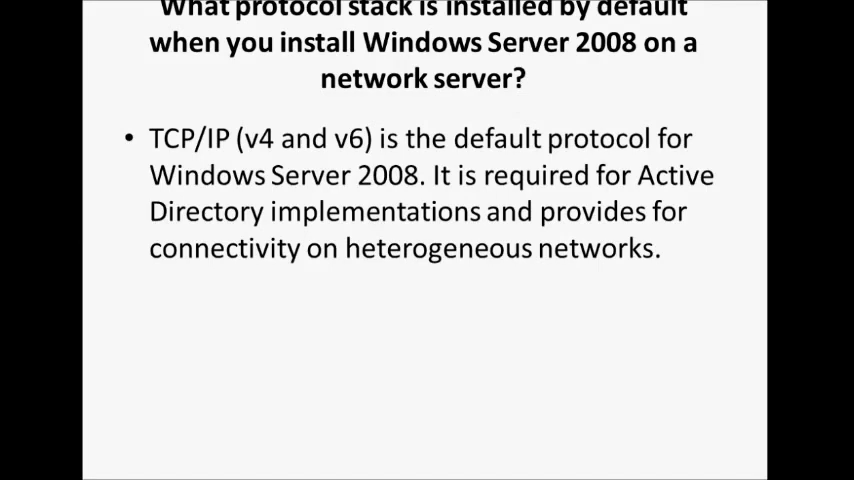 What protocol stack is installed by default
when you install Windows Server 2008 on a
network server?
• TCP/IP (v4 and v6) is the default protocol for
Windows Server 2008. It is required for Active
Directory implementations and provides for
connectivity on heterogeneous networks.